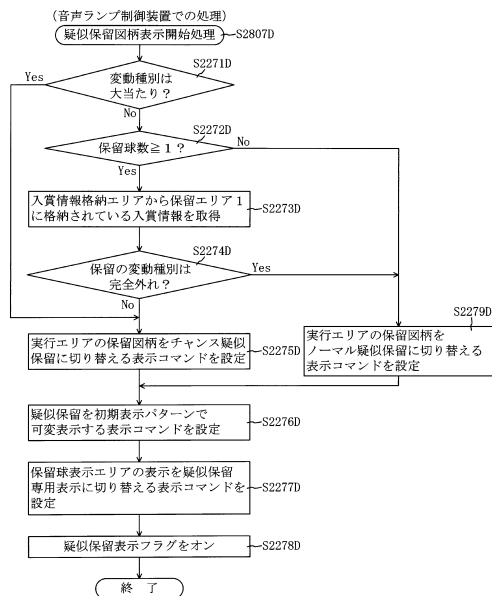 （音声ランプ制御装置での処理）
疑似保留図柄表示開始処理
S2807D
変動種別は
大当たり？
S2271D
Yes
No
保留球数≧１？
S2272D
No
Yes
入賞情報格納エリアから保留エリア１
に格納されている入賞情報を取得
S2273D
保留の変動種別は
完全外れ？
S2274D
Yes
No
実行エリアの保留図柄をチャンス疑似
保留に切り替える表示コマンドを設定
S2275D
実行エリアの保留図柄を
ノーマル疑似保留に切り替える
表示コマンドを設定
S2279D
疑似保留を初期表示パターンで
可変表示する表示コマンドを設定
S2276D
保留球表示エリアの表示を疑似保留
専用表示に切り替える表示コマンドを
設定
S2277D
疑似保留表示フラグをオン
S2278D
終　了